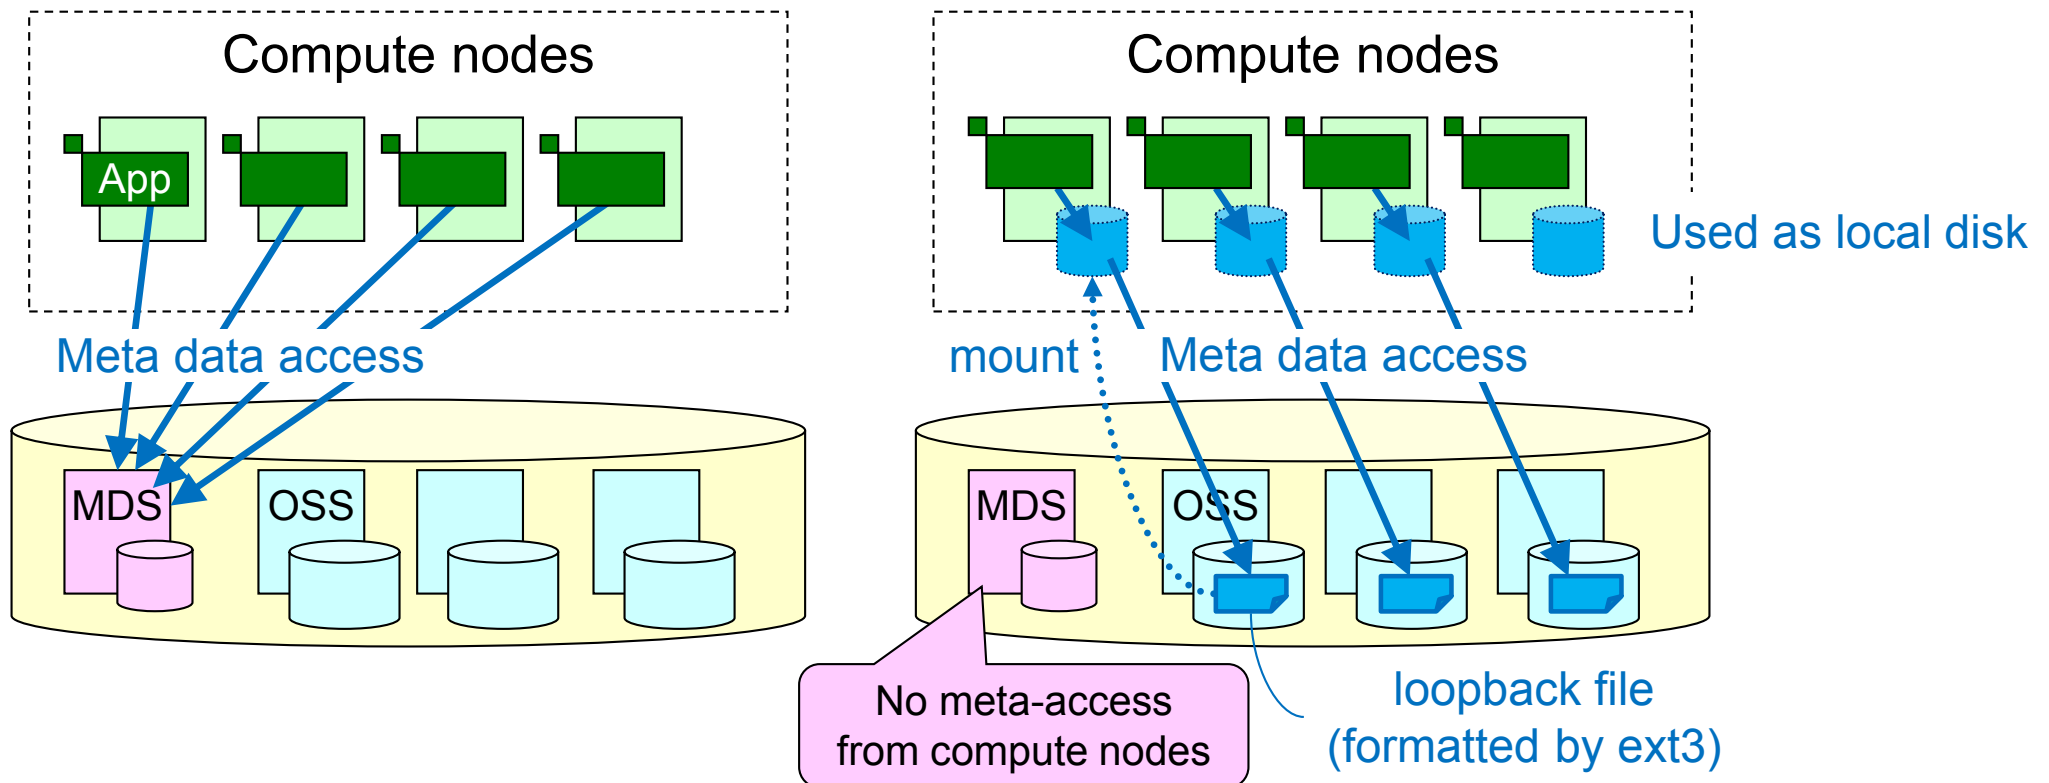 Compute nodes
App
Meta data access
MDS
OSS
Compute nodes
Used as local disk
mount
Meta data access
MDS
OSS
No meta-access
from compute nodes
loopback file
(formatted by ext3)